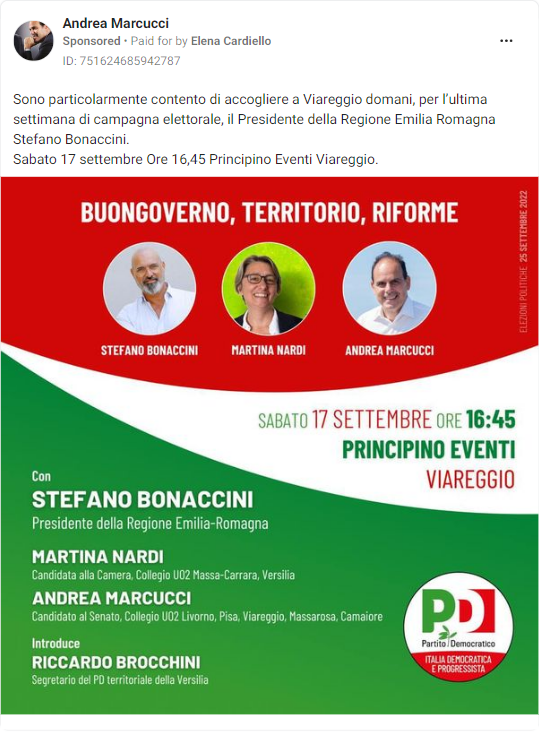 Andrea Marcucci
Sponsored • Paid for by Elena Cardiello
ID: 751624685942787
Sono particolarmente contento di accogliere a Viareggio domani, per l'ultima
settimana di campagna elettorale, il Presidente della Regione Emilia Romagna
Stefano Bonaccini.
Sabato 17 settembre Ore 16,45 Principino Eventi Viareggio.
BUONGOVERNO, TERRITORIO, RIFORME
ELEZIONI POLITICHE 25 SETTEMBRE 2022
STEFANO BONACCINI
MARTINA NARDI
ANDREA MARCUCCI
SABATO 17 SETTEMBRE ORE 16:45
PRINCIPINO EVENTI
VIAREGGIO
Con
STEFANO BONACCINI
Presidente della Regione Emilia-Romagna
MARTINA NARDI
Candidata alla Camera, Collegio U02 Massa-Carrara, Versilia
ANDREA MARCUCCI
Candidato al Senato, Collegio U02 Livorno, Pisa, Viareggio, Massarosa, Camaiore
Introduce
RICCARDO BROCCHINI
Segretario del PD territoriale della Versilia
PD
Partito Democratico
ITALIA DEMOCRATICA
E PROGRESSISTA